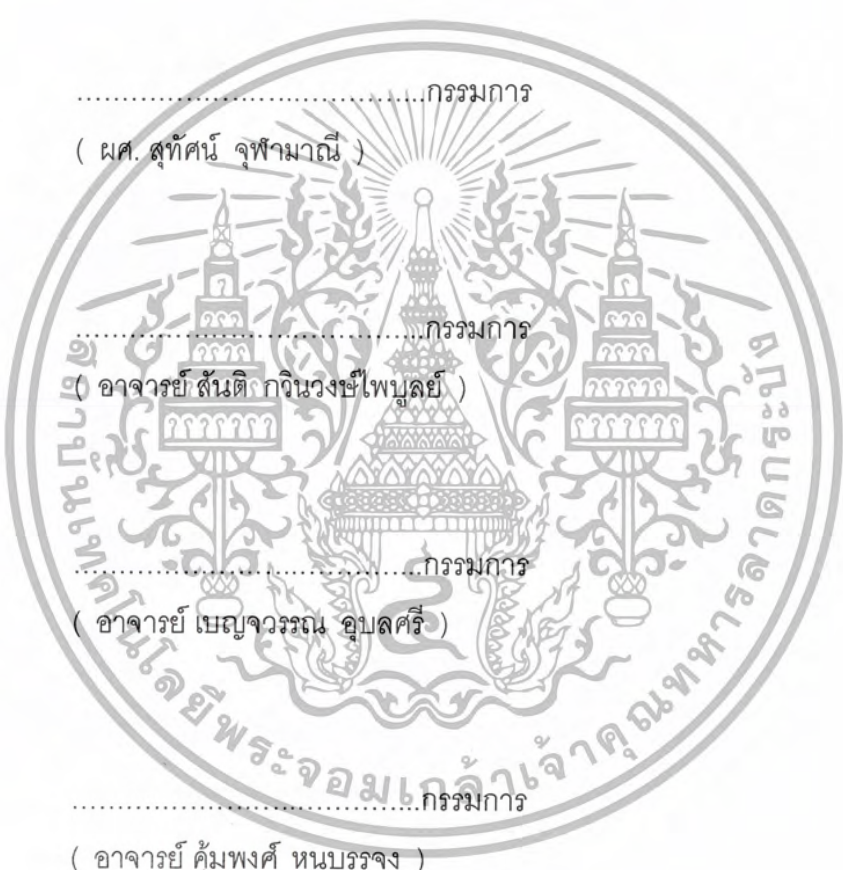 ..........................................กรรมการ
( ผศ. สุทัศน์ จุฬามาณี )
..........................................กรรมการ
( อาจารย์ สันติ กวินวงษ์ไพบูลย์ )
..........................................กรรมการ
( อาจารย์ เบญจวรรณ อุบลศรี )
..........................................กรรมการ
( อาจารย์ ค้มพงศ์ หนูบรรจง )
สถาบันเทคโนโลยีพระจอมเกล้าเจ้าคุณทหารลาดกระบัง
๔